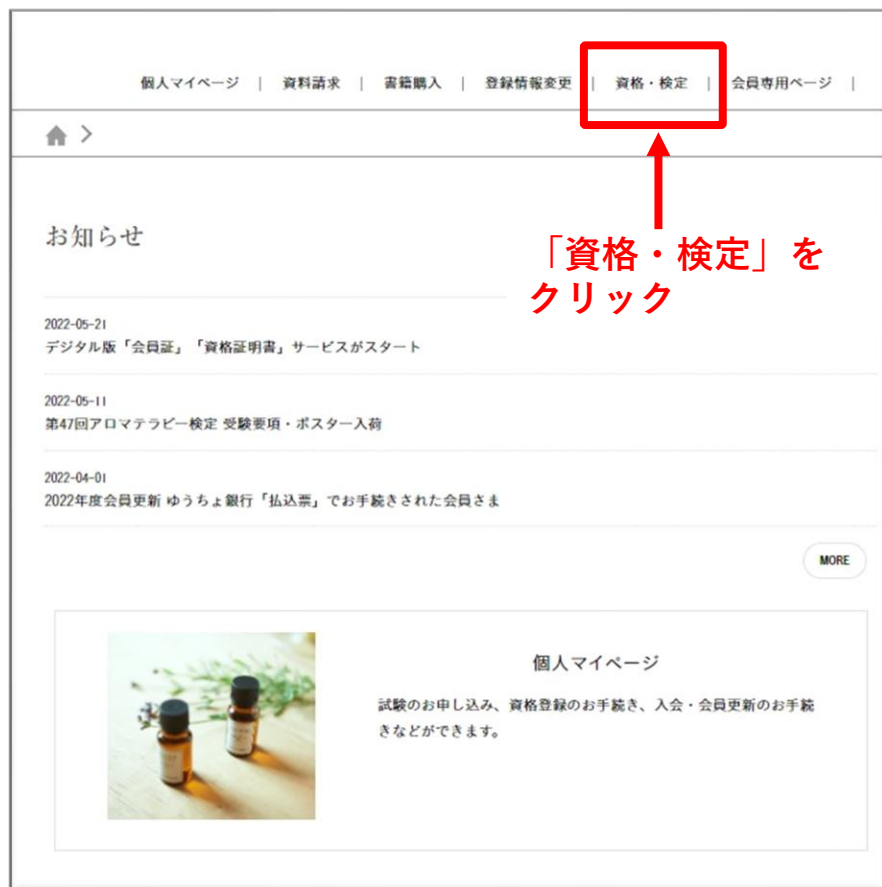 個人マイページ | 資料請求 | 書籍購入 | 登録情報変更 | 資格・検定 | 会員専用ページ |
お知らせ
「資格・検定」を
クリック
2022-05-21
デジタル版「会員証」「資格証明書」サービスがスタート
2022-05-11
第47回アロマテラピー検定 受験要項・ポスター入荷
2022-04-01
2022年度会員更新 ゆうちょ銀行「払込票」でお手続きされた会員さま
MORE
個人マイページ
試験のお申し込み、資格登録のお手続き、入会・会員更新のお手続
きなどができます。